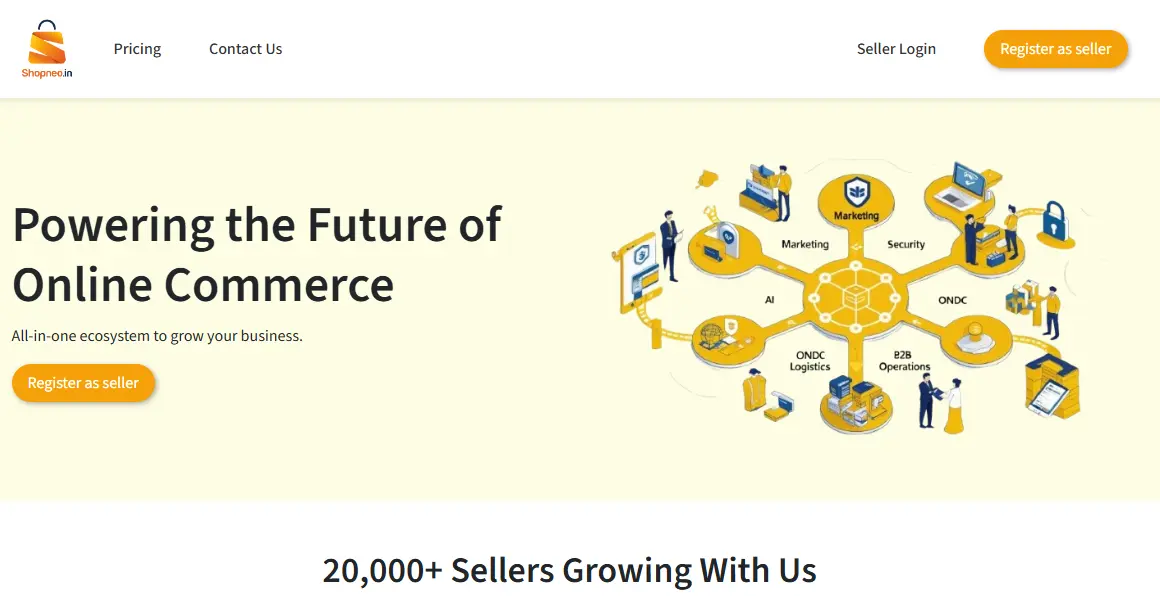 Shopneo.in
Pricing
Contact Us
Seller Login
Register as seller
Powering the Future of
Online Commerce
All-in-one ecosystem to grow your business.
Register as seller
Marketing
Marketing
Security
AI
ONDC
ONDC
Logistics
B2B
Operations
20,000+ Sellers Growing With Us